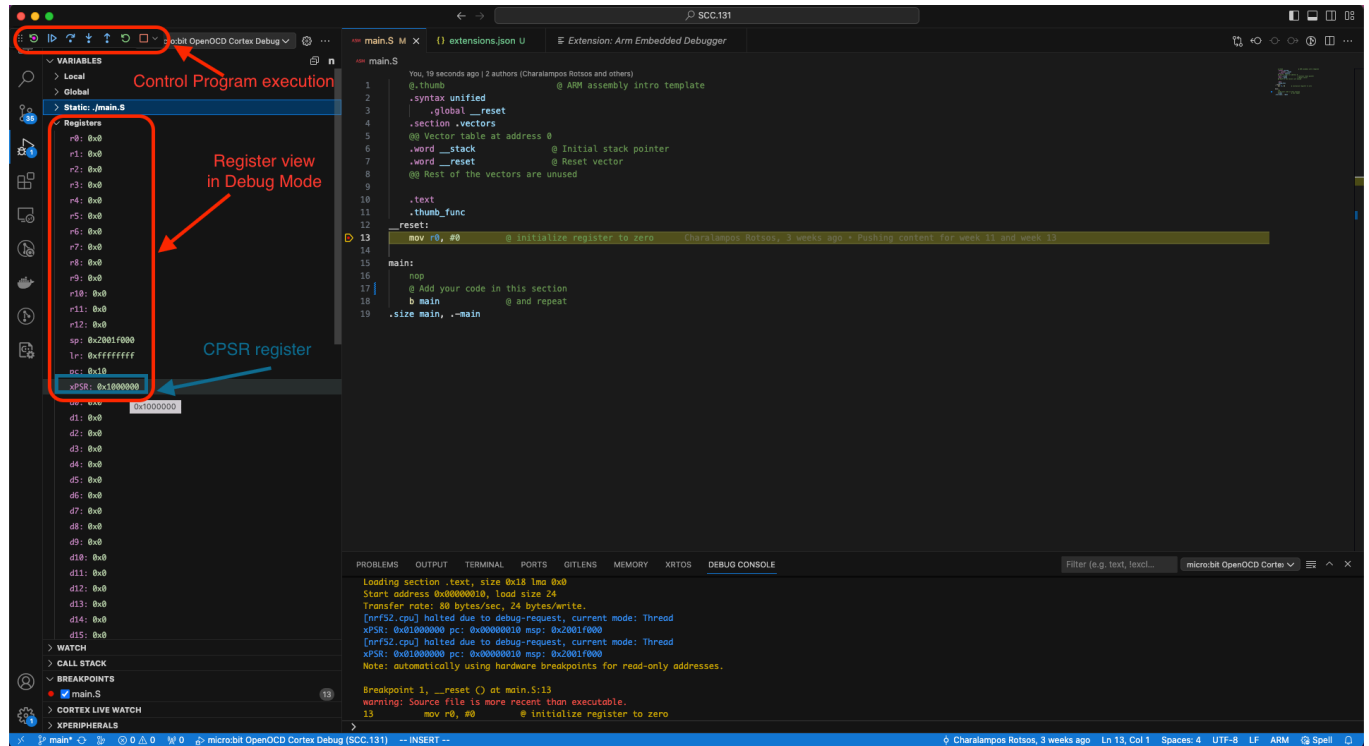 SCC.131
micro:bit OpenOCD Cortex Debug
main.S M
extensions.json U
Extension: Arm Embedded Debugger
Control Program execution
VARIABLES
Local
Global
Static: ./main.S
Registers
r0: 0x0
r1: 0x0
r2: 0x0
r3: 0x0
r4: 0x0
r5: 0x0
r6: 0x0
r7: 0x0
r8: 0x0
r9: 0x0
r10: 0x0
r11: 0x0
r12: 0x0
sp: 0x2001f000
lr: 0xffffffff
pc: 0x10
xPSR: 0x1000000
0x1000000
d0: 0x0
d1: 0x0
d2: 0x0
d3: 0x0
d4: 0x0
d5: 0x0
d6: 0x0
d7: 0x0
d8: 0x0
d9: 0x0
d10: 0x0
d11: 0x0
d12: 0x0
d13: 0x0
d14: 0x0
d15: 0x0
Register view
in Debug Mode
CPSR register
WATCH
CALL STACK
BREAKPOINTS
main.S 13
CORTEX LIVE WATCH
XPERIPHERALS
main.S
You, 19 seconds ago | 2 authors (Charalampos Rotsos and others)
1 @.thumb @ ARM assembly intro template
2 .syntax unified
3 .global __reset
4 .section .vectors
5 @@ Vector table at address 0
6 .word __stack @ Initial stack pointer
7 .word __reset @ Reset vector
8 @@ Rest of the vectors are unused
9
10 .text
11 .thumb_func
12 __reset:
13 mov r0, #0 @ initialize register to zero Charalampos Rotsos, 3 weeks ago • Pushing content for week 11 and week 13
14
15 main:
16 nop
17 @ Add your code in this section
18 b main @ and repeat
19 .size main, .-main
PROBLEMS OUTPUT TERMINAL PORTS GITLENS MEMORY XRTOS DEBUG CONSOLE
Filter (e.g. text, !excl...
micro:bit OpenOCD Cortex
Loading section .text, size 0x18 lma 0x0
Start address 0x00000010, load size 24
Transfer rate: 80 bytes/sec, 24 bytes/write.
[nrf52.cpu] halted due to debug-request, current mode: Thread
xPSR: 0x01000000 pc: 0x00000010 msp: 0x2001f000
[nrf52.cpu] halted due to debug-request, current mode: Thread
xPSR: 0x01000000 pc: 0x00000010 msp: 0x2001f000
Note: automatically using hardware breakpoints for read-only addresses.
Breakpoint 1, __reset () at main.S:13
warning: Source file is more recent than executable.
13 mov r0, #0 @ initialize register to zero
main* 0 0 0 micro:bit OpenOCD Cortex Debug (SCC.131) -- INSERT -- Charalampos Rotsos, 3 weeks ago Ln 13, Col 1 Spaces: 4 UTF-8 LF ARM Spell